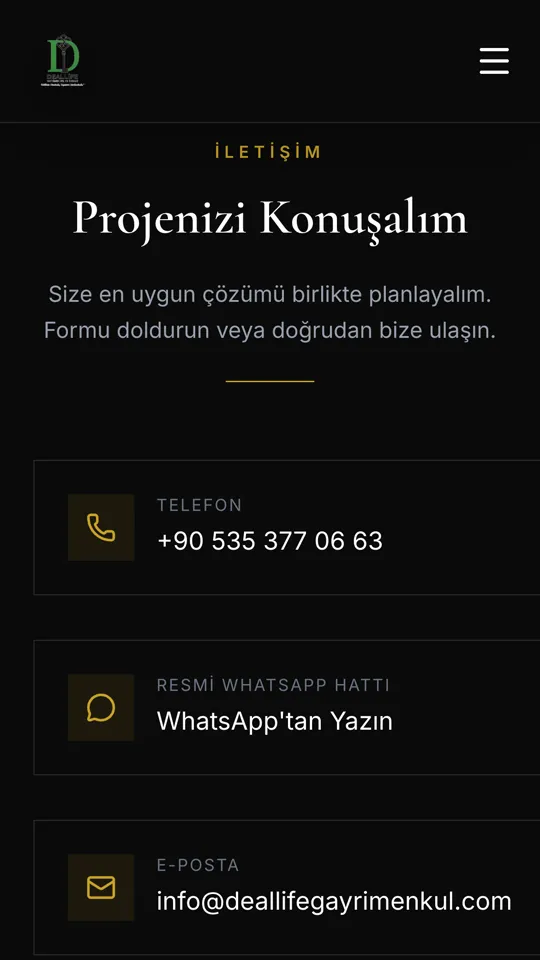 DEALLIFE
İLETİŞİM
Projenizi Konuşalım
Size en uygun çözümü birlikte planlayalım.
Formu doldurun veya doğrudan bize ulaşın.
TELEFON
+90 535 377 06 63
RESMİ WHATSAPP HATTI
WhatsApp'tan Yazın
E-POSTA
info@deallifegayrimenkul.com